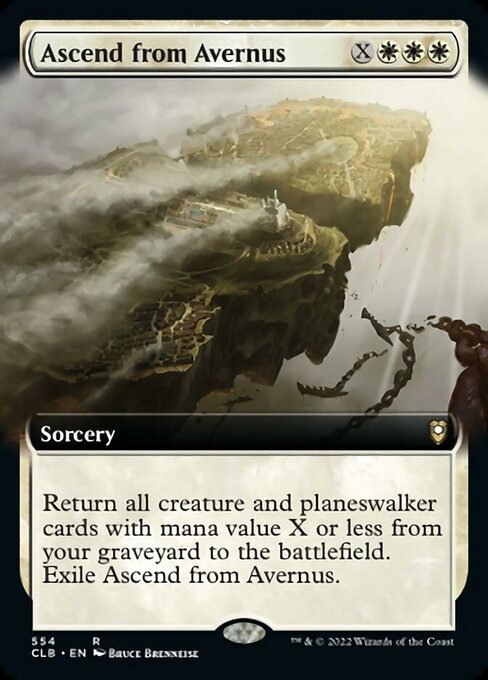 Ascend from Avernus X
Sorcery
Return all creature and planeswalker
cards with mana value X or less from
your graveyard to the battlefield.
Exile Ascend from Avernus.
554 R
CLB • EN Bruce Brenneise
™ & © 2022 Wizards of the Coast